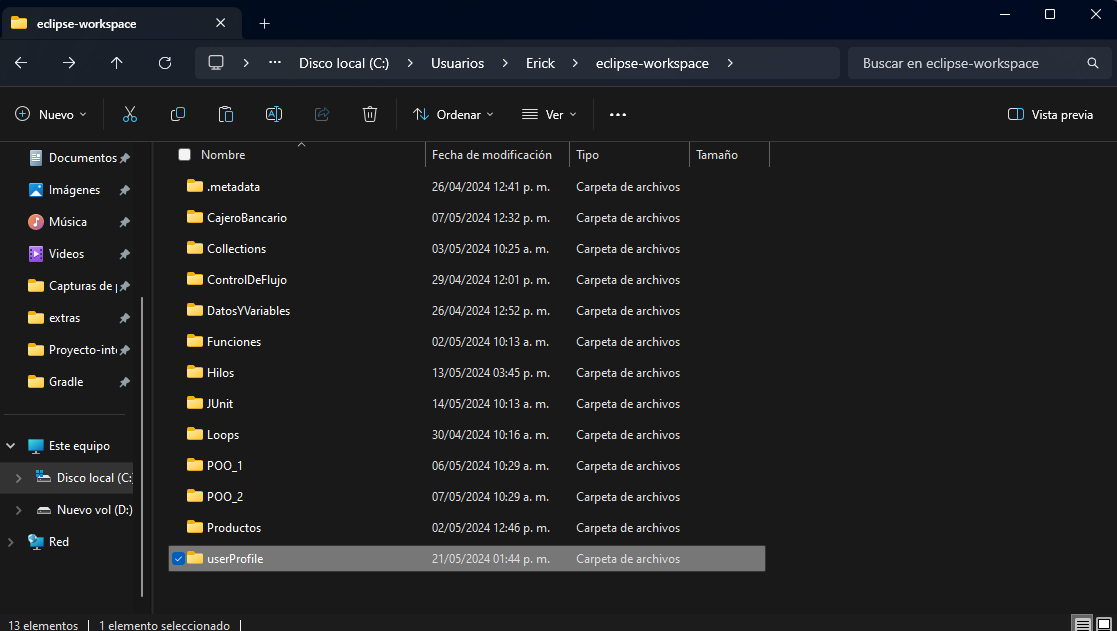 eclipse-workspace
Disco local (C:) Usuarios Erick eclipse-workspace
Buscar en eclipse-workspace
Nuevo Ordenar Ver Vista previa
Documentos
Imágenes
Música
Videos
Capturas de p
extras
Proyecto-inte
Gradle
Este equipo
Disco local (C:
Nuevo vol (D:)
Red
Nombre Fecha de modificación Tipo Tamaño
.metadata 26/04/2024 12:41 p. m. Carpeta de archivos
CajeroBancario 07/05/2024 12:32 p. m. Carpeta de archivos
Collections 03/05/2024 10:25 a. m. Carpeta de archivos
ControlDeFlujo 29/04/2024 12:01 p. m. Carpeta de archivos
DatosYVariables 26/04/2024 12:52 p. m. Carpeta de archivos
Funciones 02/05/2024 10:13 a. m. Carpeta de archivos
Hilos 13/05/2024 03:45 p. m. Carpeta de archivos
JUnit 14/05/2024 10:13 a. m. Carpeta de archivos
Loops 30/04/2024 10:16 a. m. Carpeta de archivos
POO_1 06/05/2024 10:29 a. m. Carpeta de archivos
POO_2 07/05/2024 10:29 a. m. Carpeta de archivos
Productos 02/05/2024 12:46 p. m. Carpeta de archivos
userProfile 21/05/2024 01:44 p. m. Carpeta de archivos
13 elementos 1 elemento seleccionado